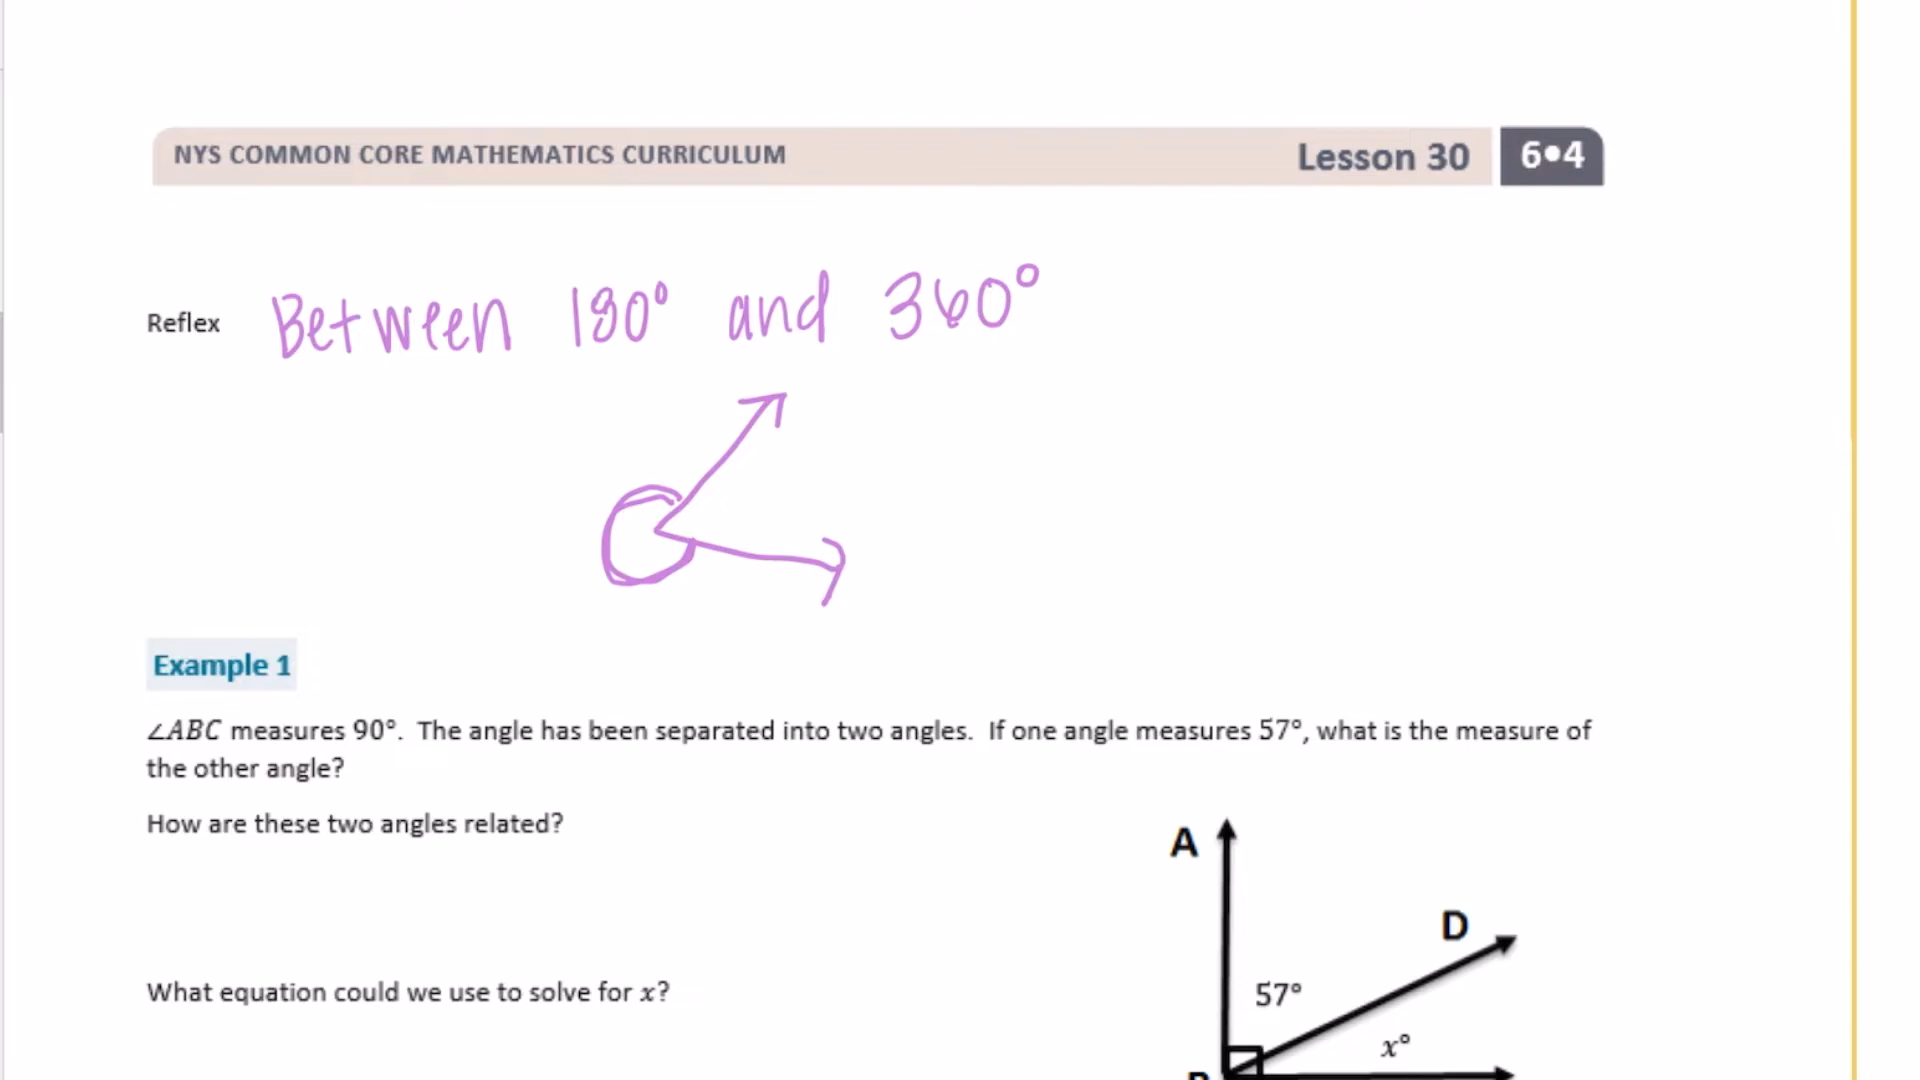 NYS COMMON CORE MATHEMATICS CURRICULUM Lesson 30 6•4
Reflex Between 180° and 360°
Example 1
∠ABC measures 90°. The angle has been separated into two angles. If one angle measures 57°, what is the measure of
the other angle?
How are these two angles related?
A
D
What equation could we use to solve for x?
57°
x°